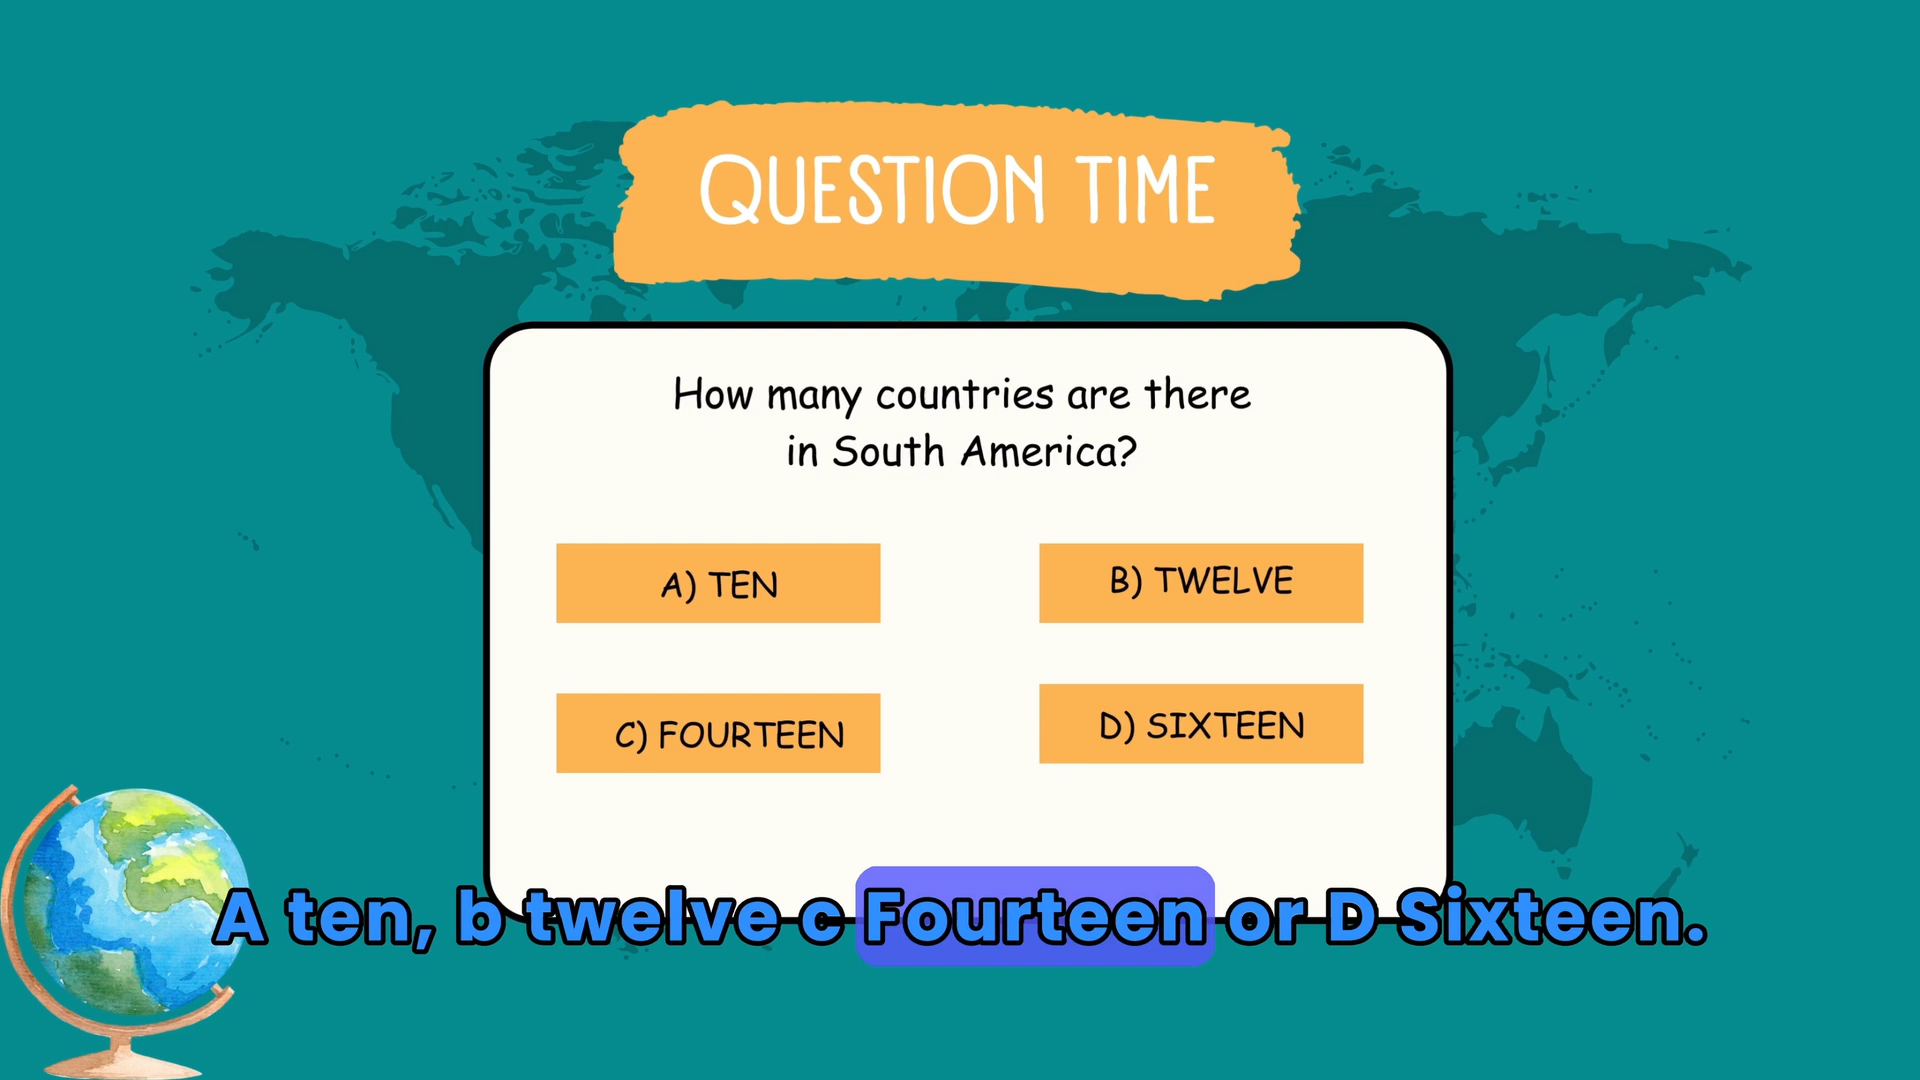 QUESTION TIME
How many countries are there
in South America?
A) TEN
B) TWELVE
C) FOURTEEN
D) SIXTEEN
A ten, b twelve c Fourteen or D Sixteen.